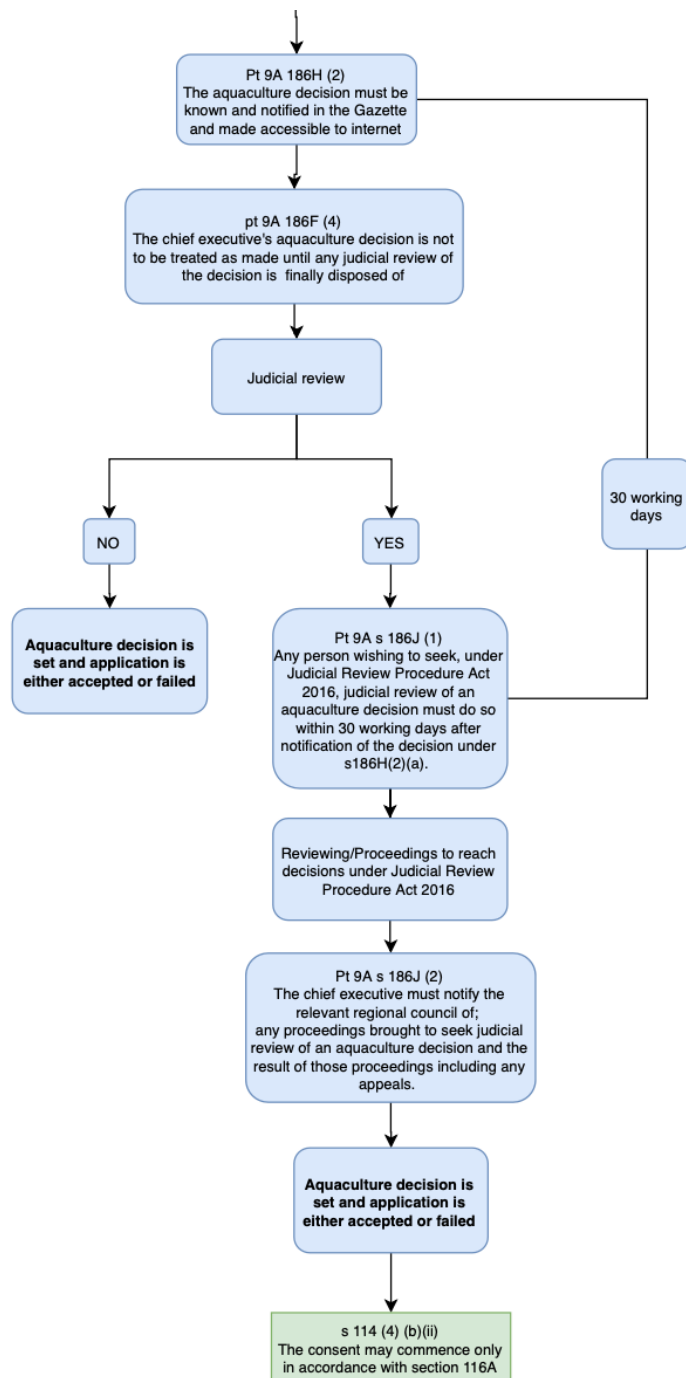 Pt 9A 186H (2)
The aquaculture decision must be
known and notified in the Gazette
and made accessible to internet
pt 9A 186F (4)
The chief executive's aquaculture decision is not
to be treated as made until any judicial review of
the decision is finally disposed of
Judicial review
30 working
days
NO
YES
Aquaculture decision is
set and application is
either accepted or failed
Pt 9A s 186J (1)
Any person wishing to seek, under
Judicial Review Procedure Act
2016, judicial review of an
aquaculture decision must do so
within 30 working days after
notification of the decision under
s186H(2)(a).
Reviewing/Proceedings to reach
decisions under Judicial Review
Procedure Act 2016
Pt 9A s 186J (2)
The chief executive must notify the
relevant regional council of;
any proceedings brought to seek judicial
review of an aquaculture decision and the
result of those proceedings including any
appeals.
Aquaculture decision is
set and application is
either accepted or failed
s 114 (4) (b)(ii)
The consent may commence only
in accordance with section 116A